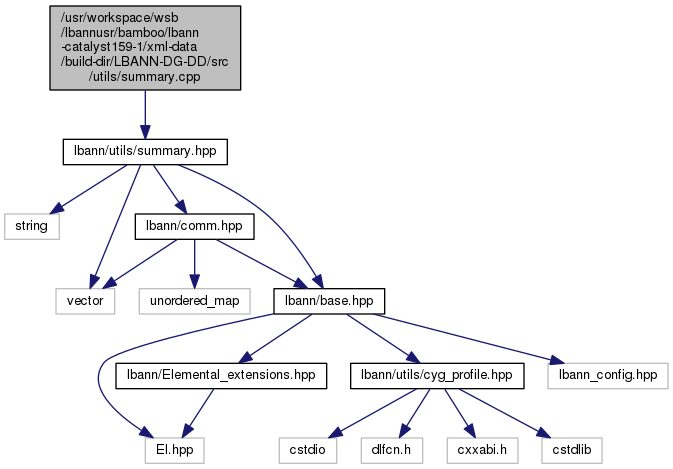 /usr/workspace/wsb
/lbannusr/bamboo/lbann
-catalyst159-1/xml-data
/build-dir/LBANN-DG-DD/src
/utils/summary.cpp
lbann/utils/summary.hpp
string
lbann/comm.hpp
vector
unordered_map
lbann/base.hpp
lbann/Elemental_extensions.hpp
lbann/utils/cyg_profile.hpp
lbann_config.hpp
El.hpp
cstdio
dlfcn.h
cxxabi.h
cstdlib